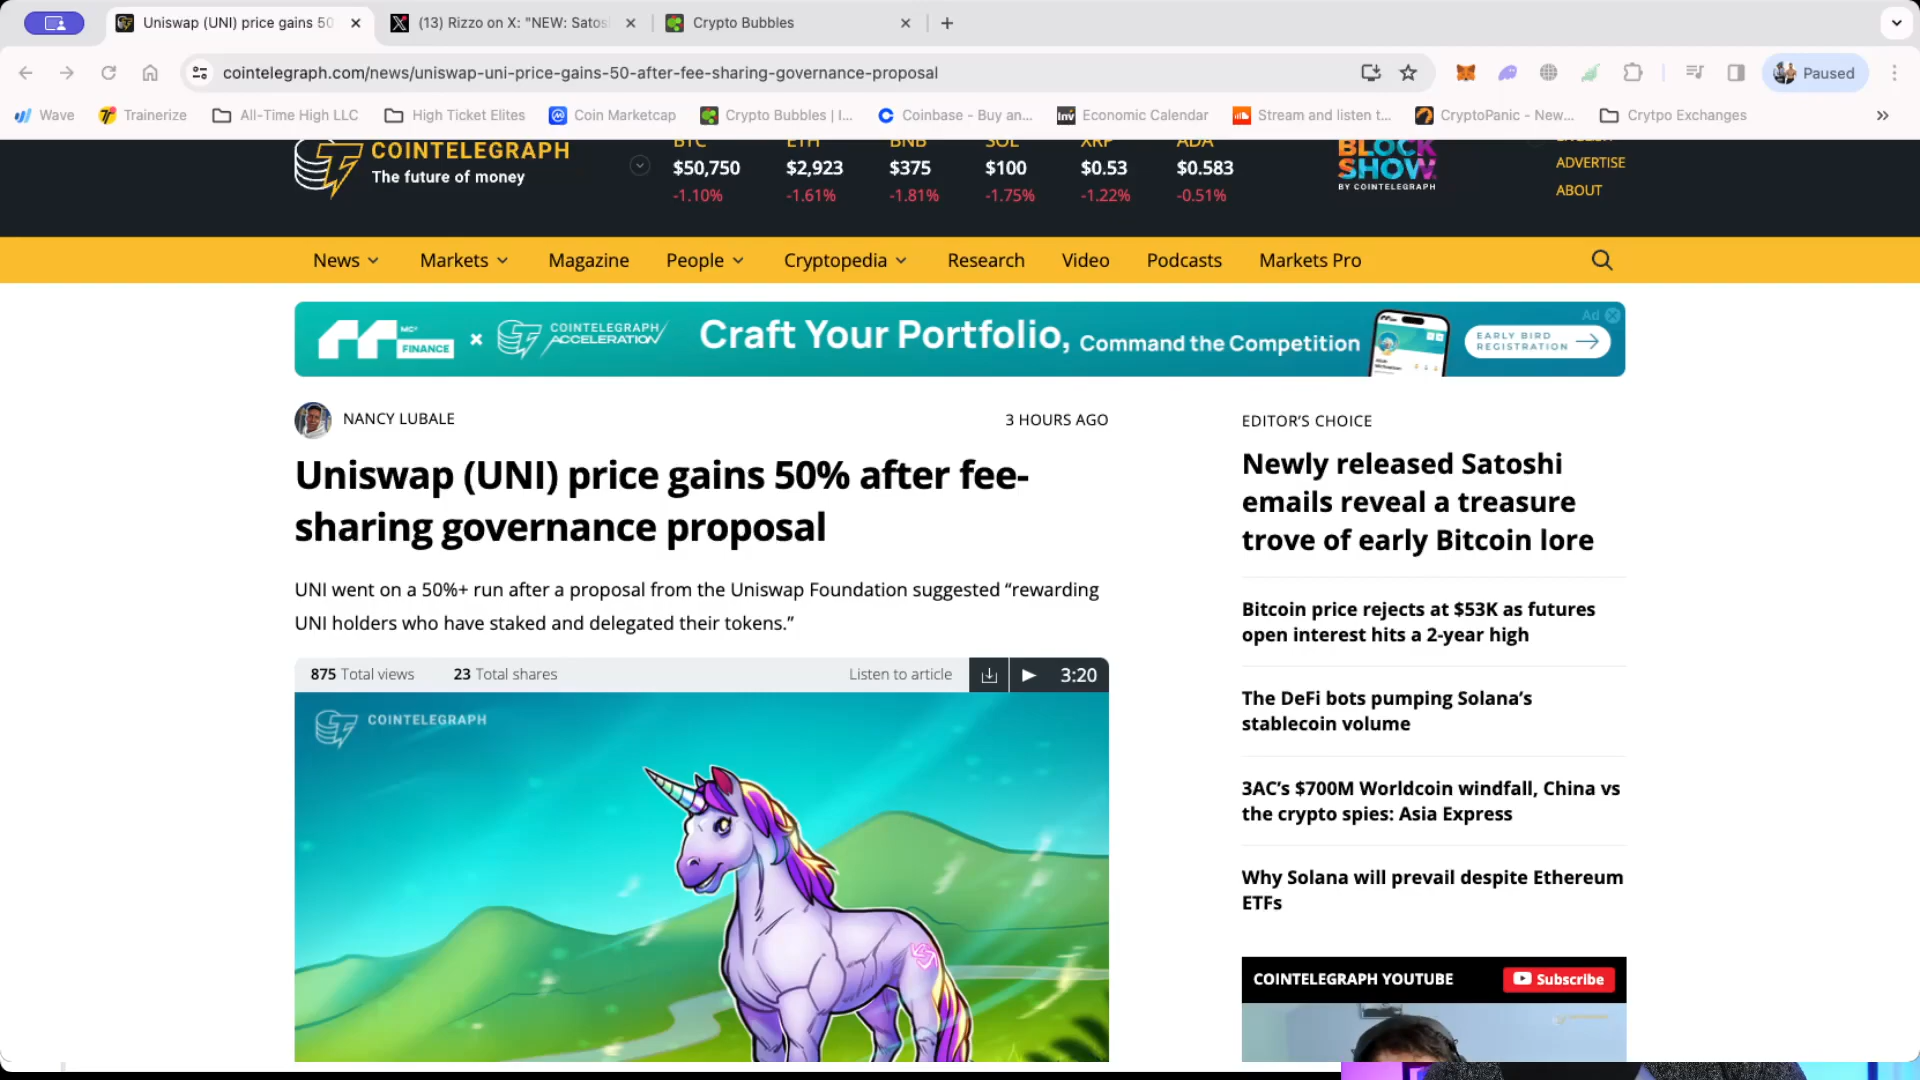 Uniswap (UNI) price gains 50
(13) Rizzo on X: "NEW: Satos
Crypto Bubbles
cointelegraph.com/news/uniswap-uni-price-gains-50-after-fee-sharing-governance-proposal
Paused
Wave
Trainerize
All-Time High LLC
High Ticket Elites
Coin Marketcap
Crypto Bubbles | I...
Coinbase - Buy an...
Inv
Economic Calendar
Stream and listen t...
CryptoPanic - New...
Crytpo Exchanges
COINTELEGRAPH
The future of money
BTC ETH BNB SOL XRP ADA
$50,750 $2,923 $375 $100 $0.53 $0.583
-1.10% -1.61% -1.81% -1.75% -1.22% -0.51%
BLOCK
SHOW
BY COINTELEGRAPH
ENGLISH
ADVERTISE
ABOUT
News
Markets
Magazine
People
Cryptopedia
Research
Video
Podcasts
Markets Pro
FINANCE
COINTELEGRAPH
ACCELERATION
Craft Your Portfolio, Command the Competition
Ad
EARLY BIRD
REGISTRATION
NANCY LUBALE
3 HOURS AGO
Uniswap (UNI) price gains 50% after fee-
sharing governance proposal
UNI went on a 50%+ run after a proposal from the Uniswap Foundation suggested “rewarding
UNI holders who have staked and delegated their tokens.”
875 Total views
23 Total shares
Listen to article
3:20
COINTELEGRAPH
EDITOR’S CHOICE
Newly released Satoshi
emails reveal a treasure
trove of early Bitcoin lore
Bitcoin price rejects at $53K as futures
open interest hits a 2-year high
The DeFi bots pumping Solana’s
stablecoin volume
3AC’s $700M Worldcoin windfall, China vs
the crypto spies: Asia Express
Why Solana will prevail despite Ethereum
ETFs
COINTELEGRAPH YOUTUBE
Subscribe